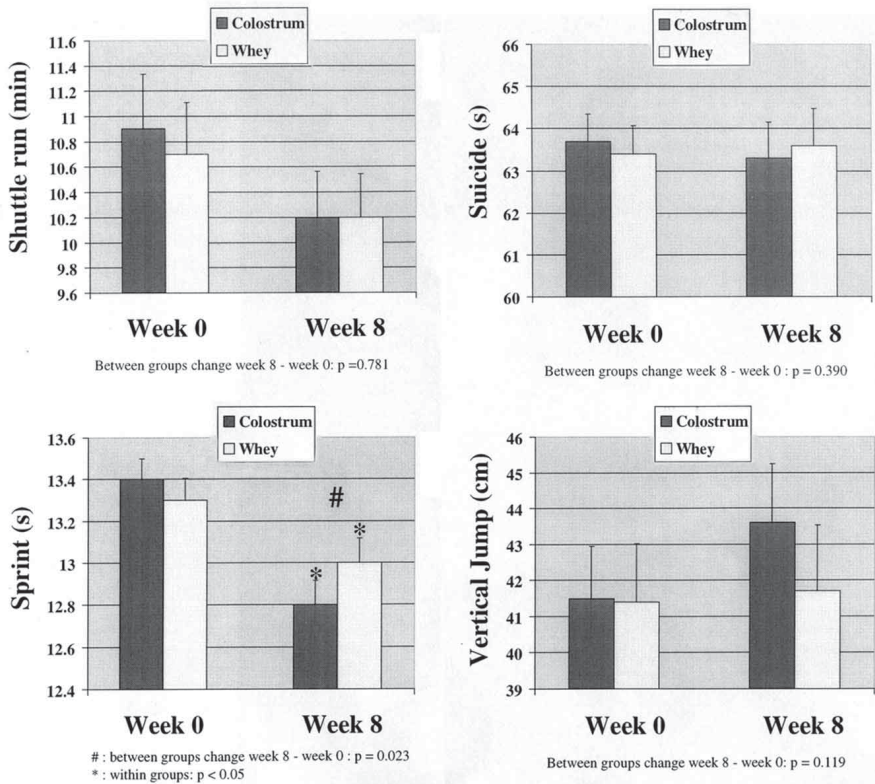 Colostrum
Whey
Shuttle run (min)
11.6
11.4
11.2
11
10.8
10.6
10.4
10.2
10
9.8
9.6
Week 0
Week 8
Between groups change week 8 - week 0: p =0.781
Colostrum
Whey
Suicide (s)
66
65
64
63
62
61
60
Week 0
Week 8
Between groups change week 8 - week 0 : p = 0.390
Colostrum
Whey
Sprint (s)
13.6
13.4
13.2
13
12.8
12.6
12.4
#
*
*
Week 0
Week 8
# : between groups change week 8 - week 0 : p = 0.023
* : within groups: p < 0.05
Colostrum
Whey
Vertical Jump (cm)
46
45
44
43
42
41
40
39
Week 0
Week 8
Between groups change week 8 - week 0: p = 0.119